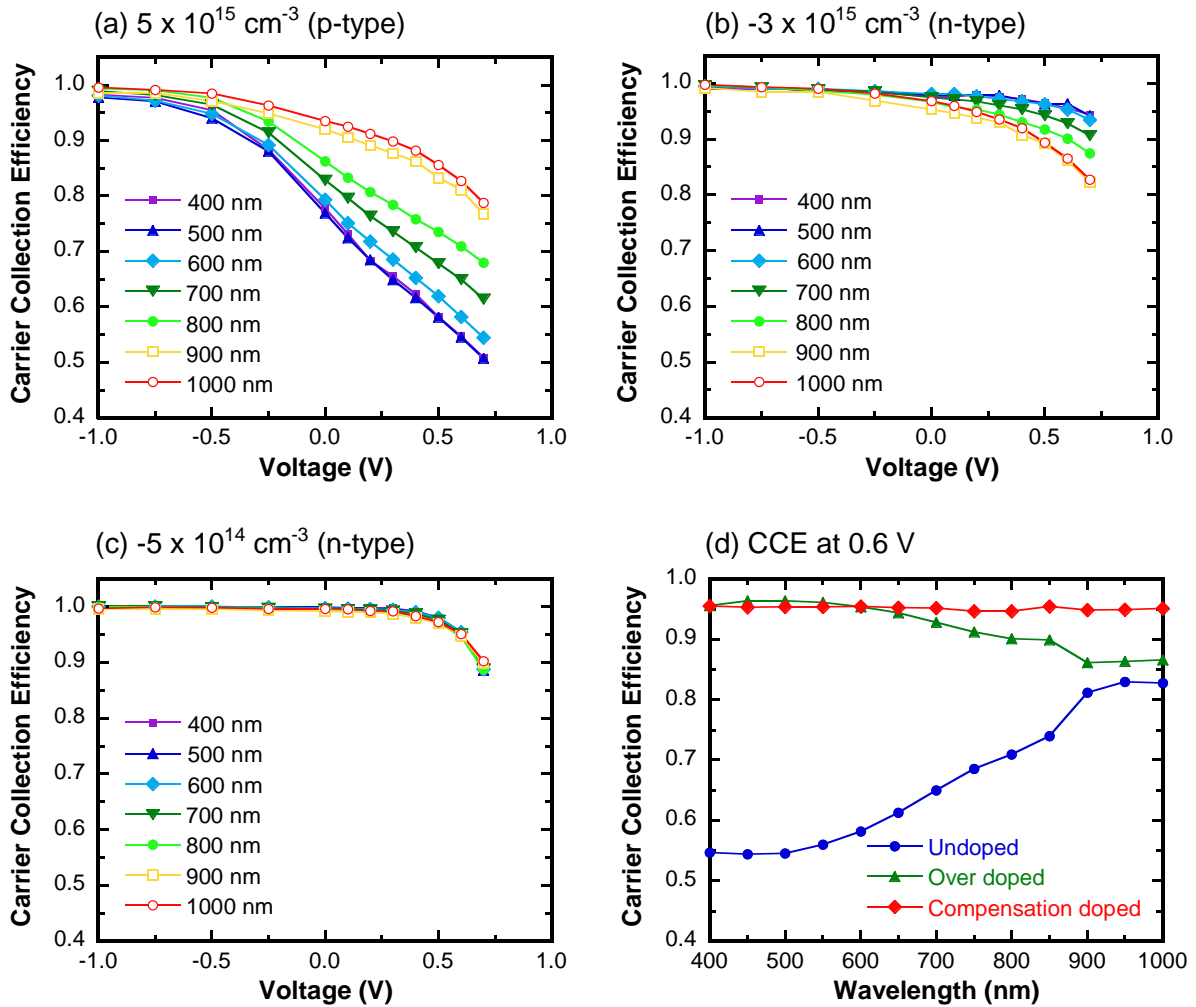 (a) 5 x 10¹⁵ cm⁻³ (p-type)
Carrier Collection Efficiency
1.0
0.9
0.8
0.7
0.6
0.5
0.4
400 nm
500 nm
600 nm
700 nm
800 nm
900 nm
1000 nm
-1.0 -0.5 0.0 0.5 1.0
Voltage (V)
(b) -3 x 10¹⁵ cm⁻³ (n-type)
Carrier Collection Efficiency
1.0
0.9
0.8
0.7
0.6
0.5
0.4
400 nm
500 nm
600 nm
700 nm
800 nm
900 nm
1000 nm
-1.0 -0.5 0.0 0.5 1.0
Voltage (V)
(c) -5 x 10¹⁴ cm⁻³ (n-type)
Carrier Collection Efficiency
1.0
0.9
0.8
0.7
0.6
0.5
0.4
400 nm
500 nm
600 nm
700 nm
800 nm
900 nm
1000 nm
-1.0 -0.5 0.0 0.5 1.0
Voltage (V)
(d) CCE at 0.6 V
Carrier Collection Efficiency
1.0
0.9
0.8
0.7
0.6
0.5
0.4
Undoped
Over doped
Compensation doped
400 500 600 700 800 900 1000
Wavelength (nm)